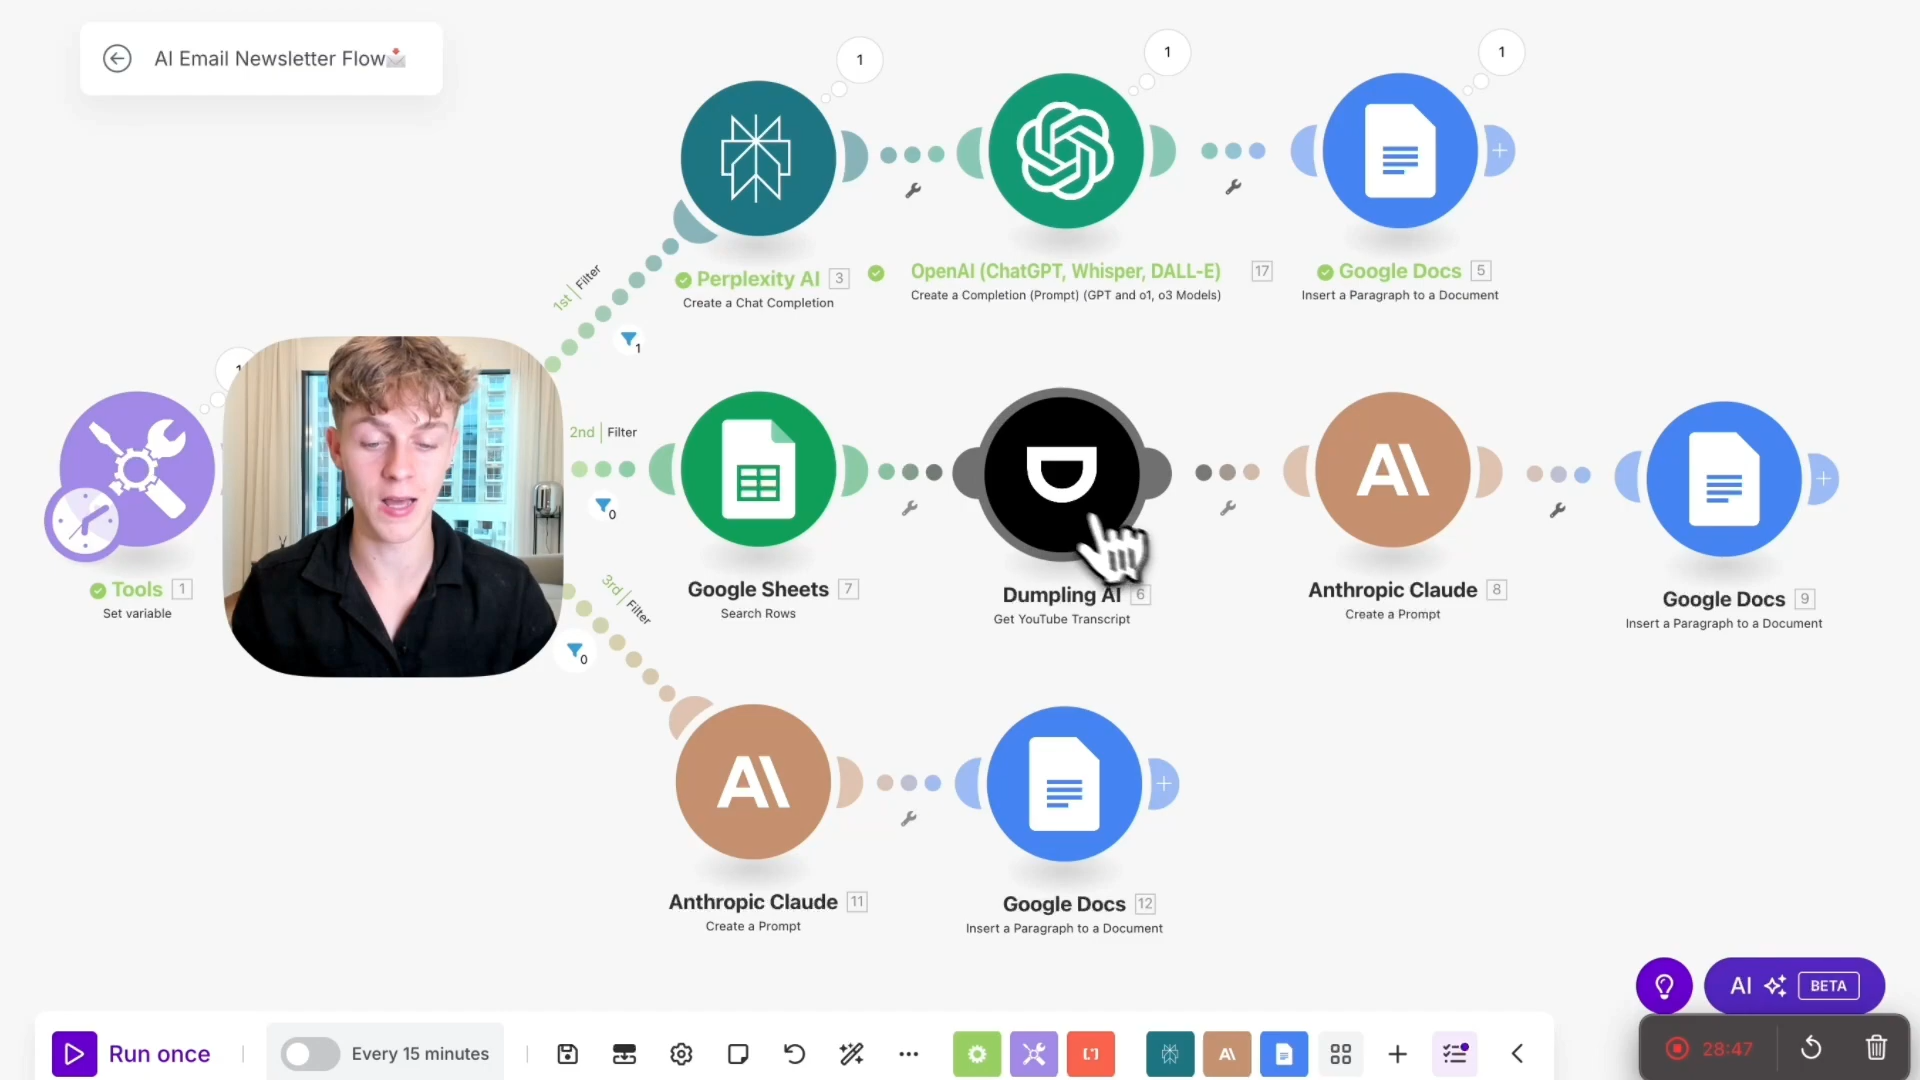 AI Email Newsletter Flow
1
1
1
1st | Filter
1
Perplexity AI 3
Create a Chat Completion
OpenAI (ChatGPT, Whisper, DALL-E) 17
Create a Completion (Prompt) (GPT and o1, o3 Models)
Google Docs 5
Insert a Paragraph to a Document
2nd | Filter
0
Tools 1
Set variable
Google Sheets 7
Search Rows
Dumpling AI 6
Get YouTube Transcript
Anthropic Claude 8
Create a Prompt
Google Docs 9
Insert a Paragraph to a Document
3rd | Filter
0
Anthropic Claude 11
Create a Prompt
Google Docs 12
Insert a Paragraph to a Document
AI BETA
Run once
Every 15 minutes
28:47